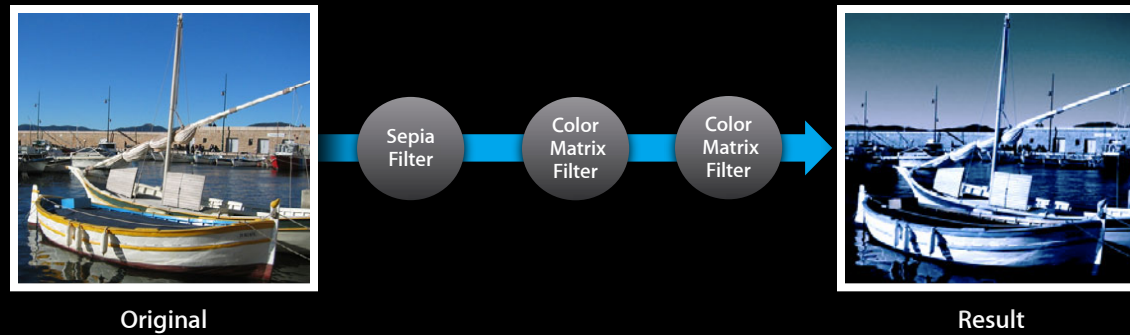 Sepia
Filter
Color
Matrix
Filter
Color
Matrix
Filter
Original
Result